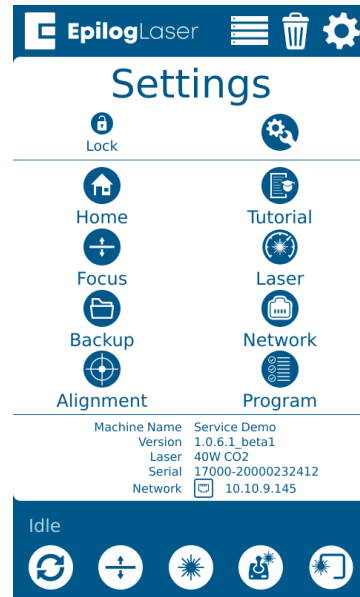 EpilogLaser
Settings
Lock
Home Tutorial
Focus Laser
Backup Network
Alignment Program
Machine Name Service Demo
Version 1.0.6.1_beta1
Laser 40W CO2
Serial 17000-20000232412
Network 10.10.9.145
Idle